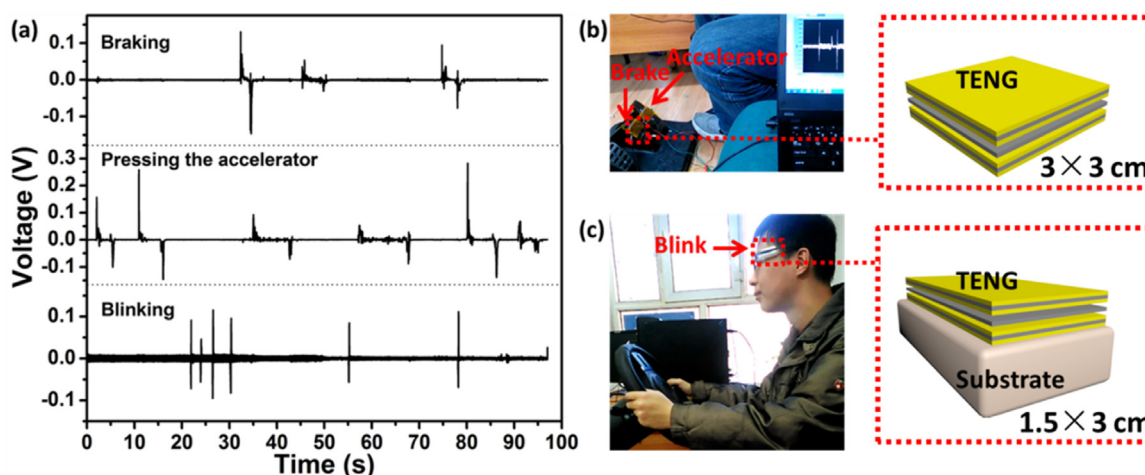 (a)
Braking
0.1
0.0
-0.1
Pressing the accelerator
0.3
0.2
0.1
0.0
-0.1
Blinking
0.1
0.0
-0.1
Voltage (V)
0 10 20 30 40 50 60 70 80 90 100
Time (s)
(b)
Accelerator
Brake
TENG
3×3 cm
(c)
Blink
TENG
Substrate
1.5×3 cm